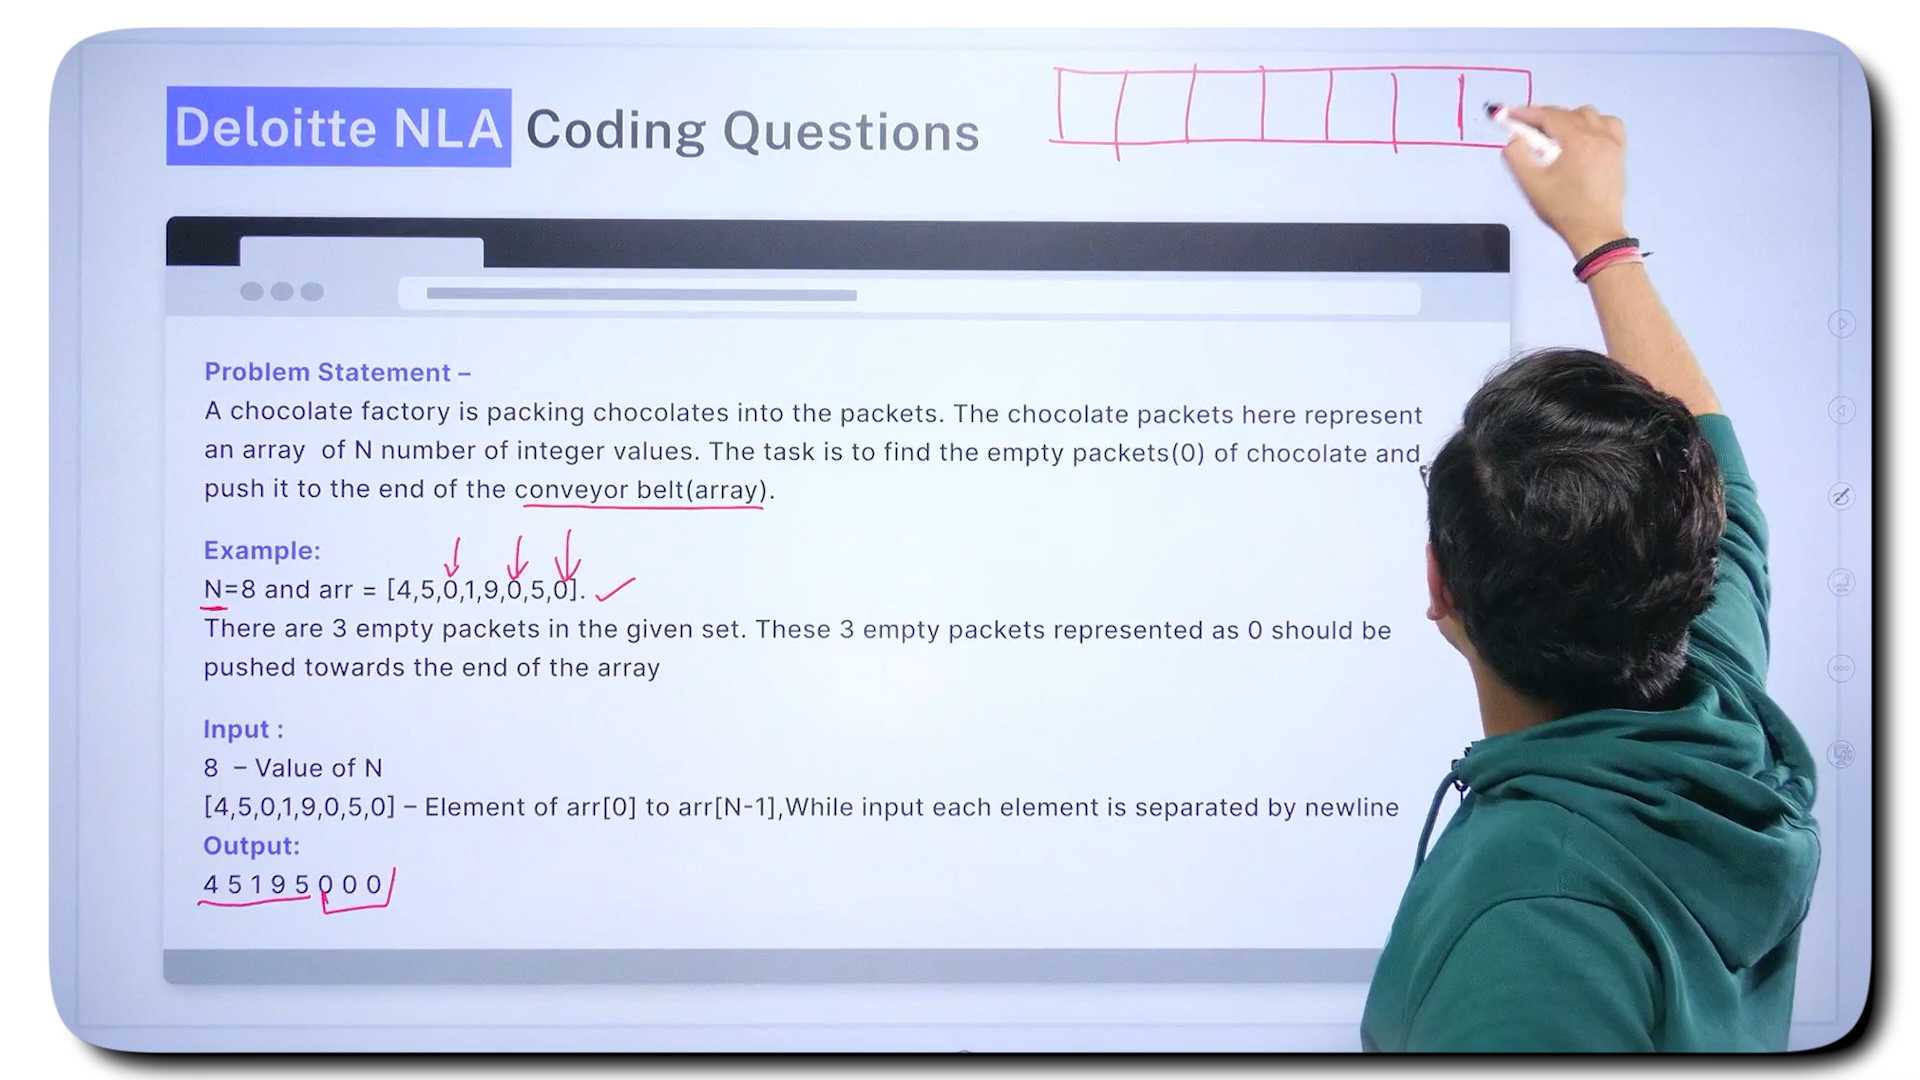 Deloitte NLA Coding Questions
Problem Statement –
A chocolate factory is packing chocolates into the packets. The chocolate packets here represent
an array of N number of integer values. The task is to find the empty packets(0) of chocolate and
push it to the end of the conveyor belt(array).
Example:
N=8 and arr = [4,5,0,1,9,0,5,0].
There are 3 empty packets in the given set. These 3 empty packets represented as 0 should be
pushed towards the end of the array
Input :
8 – Value of N
[4,5,0,1,9,0,5,0] – Element of arr[0] to arr[N-1],While input each element is separated by newline
Output:
4 5 1 9 5 0 0 0